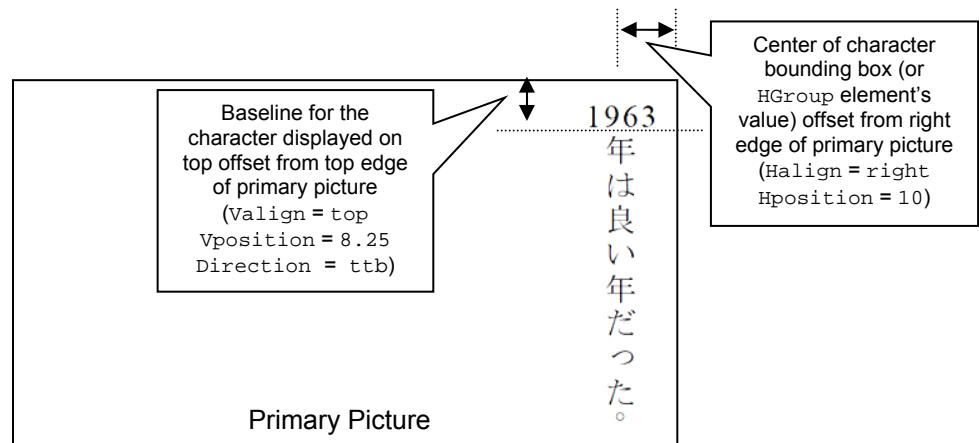 Baseline for the
character displayed on
top offset from top edge
of primary picture
(Valign = top
Vposition = 8.25
Direction = ttb)
Center of character
bounding box (or
HGroup element's
value) offset from right
edge of primary picture
(Halign = right
Hposition = 10)
1963
年は良い年だった。
Primary Picture